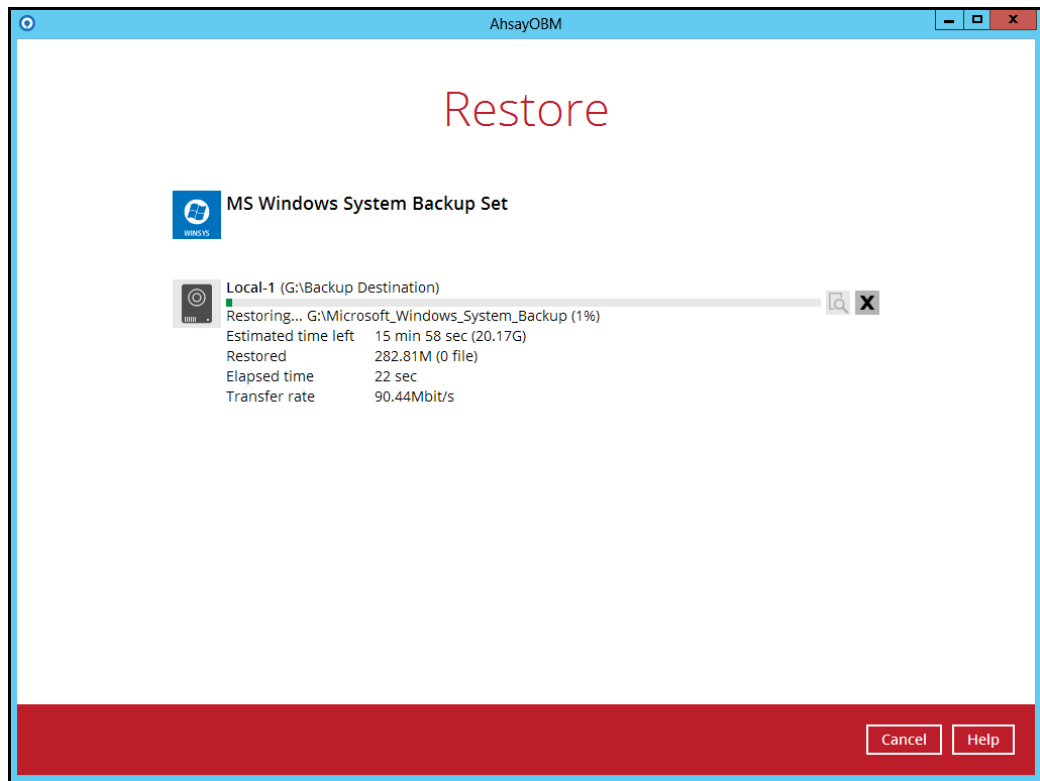 AhsayOBM
Restore
MS Windows System Backup Set
WINSYS
Local-1 (G:\Backup Destination)
Restoring... G:\Microsoft_Windows_System_Backup (1%)
Estimated time left 15 min 58 sec (20.17G)
Restored 282.81M (0 file)
Elapsed time 22 sec
Transfer rate 90.44Mbit/s
Cancel Help